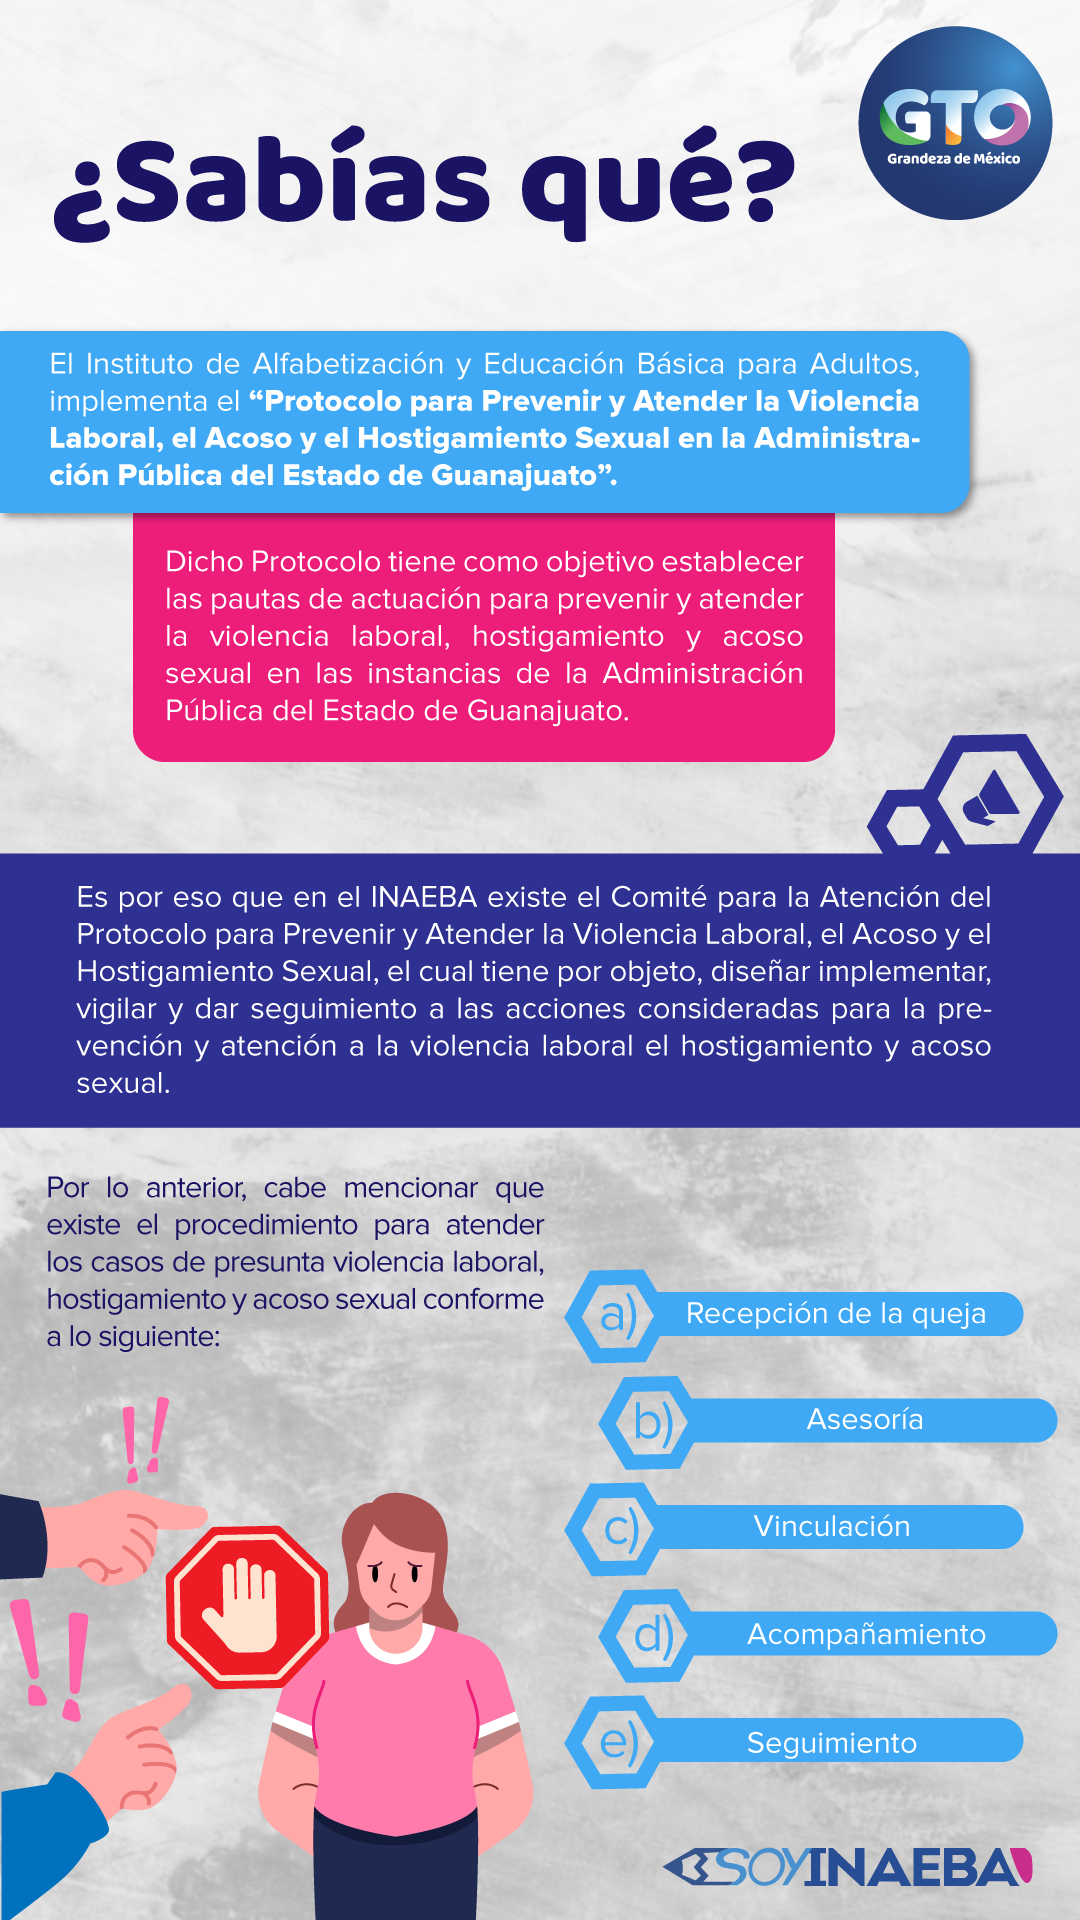 GTO
Grandeza de México
¿Sabías qué?
El Instituto de Alfabetización y Educación Básica para Adultos,
implementa el “Protocolo para Prevenir y Atender la Violencia
Laboral, el Acoso y el Hostigamiento Sexual en la Administra-
ción Pública del Estado de Guanajuato”.
Dicho Protocolo tiene como objetivo establecer
las pautas de actuación para prevenir y atender
la violencia laboral, hostigamiento y acoso
sexual en las instancias de la Administración
Pública del Estado de Guanajuato.
Es por eso que en el INAEBA existe el Comité para la Atención del
Protocolo para Prevenir y Atender la Violencia Laboral, el Acoso y el
Hostigamiento Sexual, el cual tiene por objeto, diseñar implementar,
vigilar y dar seguimiento a las acciones consideradas para la pre-
vención y atención a la violencia laboral el hostigamiento y acoso
sexual.
Por lo anterior, cabe mencionar que
existe el procedimiento para atender
los casos de presunta violencia laboral,
hostigamiento y acoso sexual conforme
a lo siguiente:
a) Recepción de la queja
b) Asesoría
c) Vinculación
d) Acompañamiento
e) Seguimiento
!!
!!
SOYINAEBA